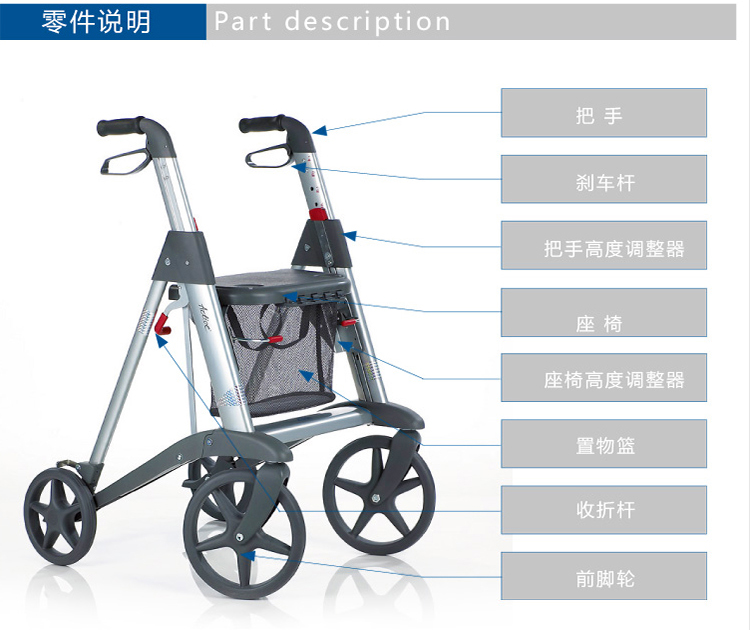 零件说明 Part description
把 手
刹车杆
把手高度调整器
座 椅
座椅高度调整器
置物篮
收折杆
前脚轮
Active